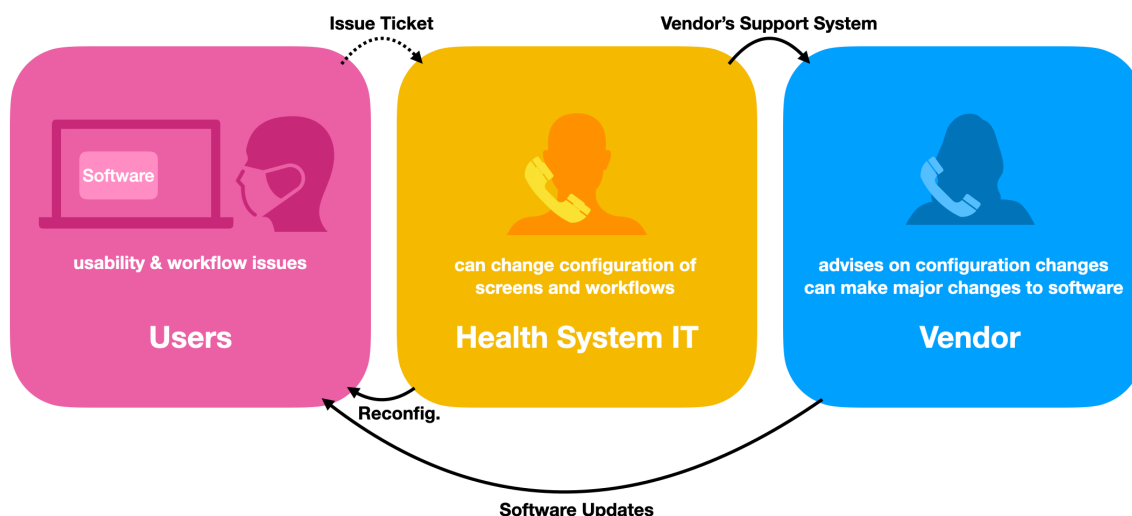 Issue Ticket
Vendor's Support System
Software
usability & workflow issues
Users
can change configuration of
screens and workflows
Health System IT
advises on configuration changes
can make major changes to software
Vendor
Reconfig.
Software Updates